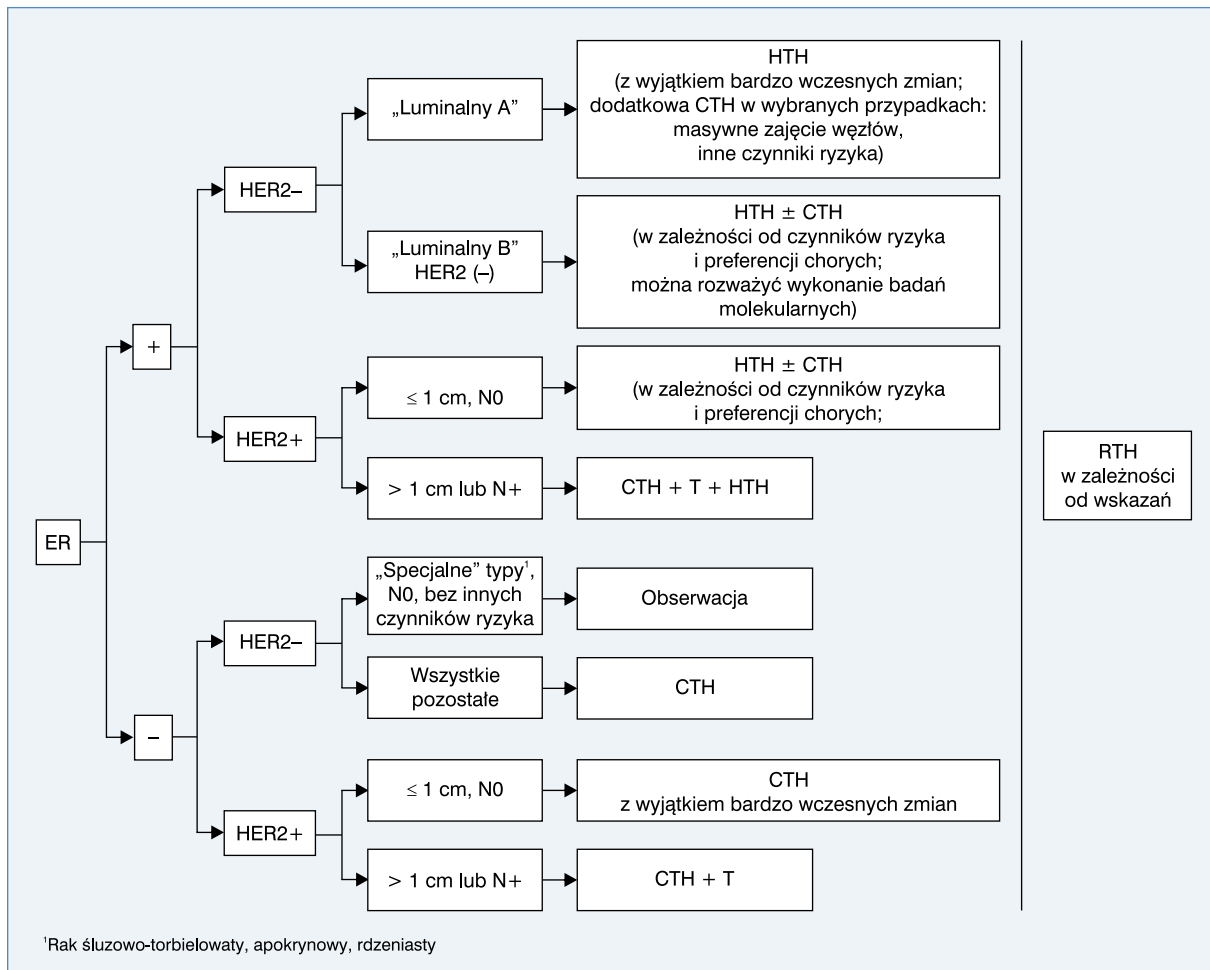 ER
+
HER2–
„Luminalny A”
HTH
(z wyjątkiem bardzo wczesnych zmian;
dodatkowa CTH w wybranych przypadkach:
masywne zajęcie węzłów,
inne czynniki ryzyka)
„Luminalny B”
HER2 (–)
HTH ± CTH
(w zależności od czynników ryzyka
i preferencji chorych;
można rozważyć wykonanie badań
molekularnych)
HER2+
≤ 1 cm, N0
HTH ± CTH
(w zależności od czynników ryzyka
i preferencji chorych;
> 1 cm lub N+
CTH + T + HTH
–
HER2–
„Specjalne” typy¹,
N0, bez innych
czynników ryzyka
Obserwacja
Wszystkie
pozostałe
CTH
HER2+
≤ 1 cm, N0
CTH
z wyjątkiem bardzo wczesnych zmian
> 1 cm lub N+
CTH + T
RTH
w zależności
od wskazań
¹Rak śluzowo-torbielowaty, apokrynowy, rdzeniasty